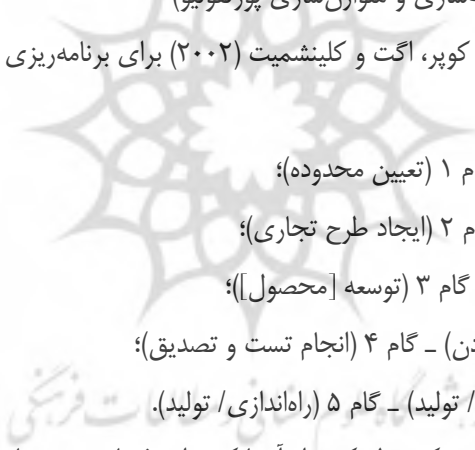 کوپر، اگت و کلینشمیت (۲۰۰۲) برای برنامه‌ریزی
م ۱ (تعیین محدوده)؛
م ۲ (ایجاد طرح تجاری)؛
گام ۳ (توسعه [محصول])؛
دن) ـ گام ۴ (انجام تست و تصدیق)؛
/ تولید) ـ گام ۵ (راه‌اندازی/ تولید).